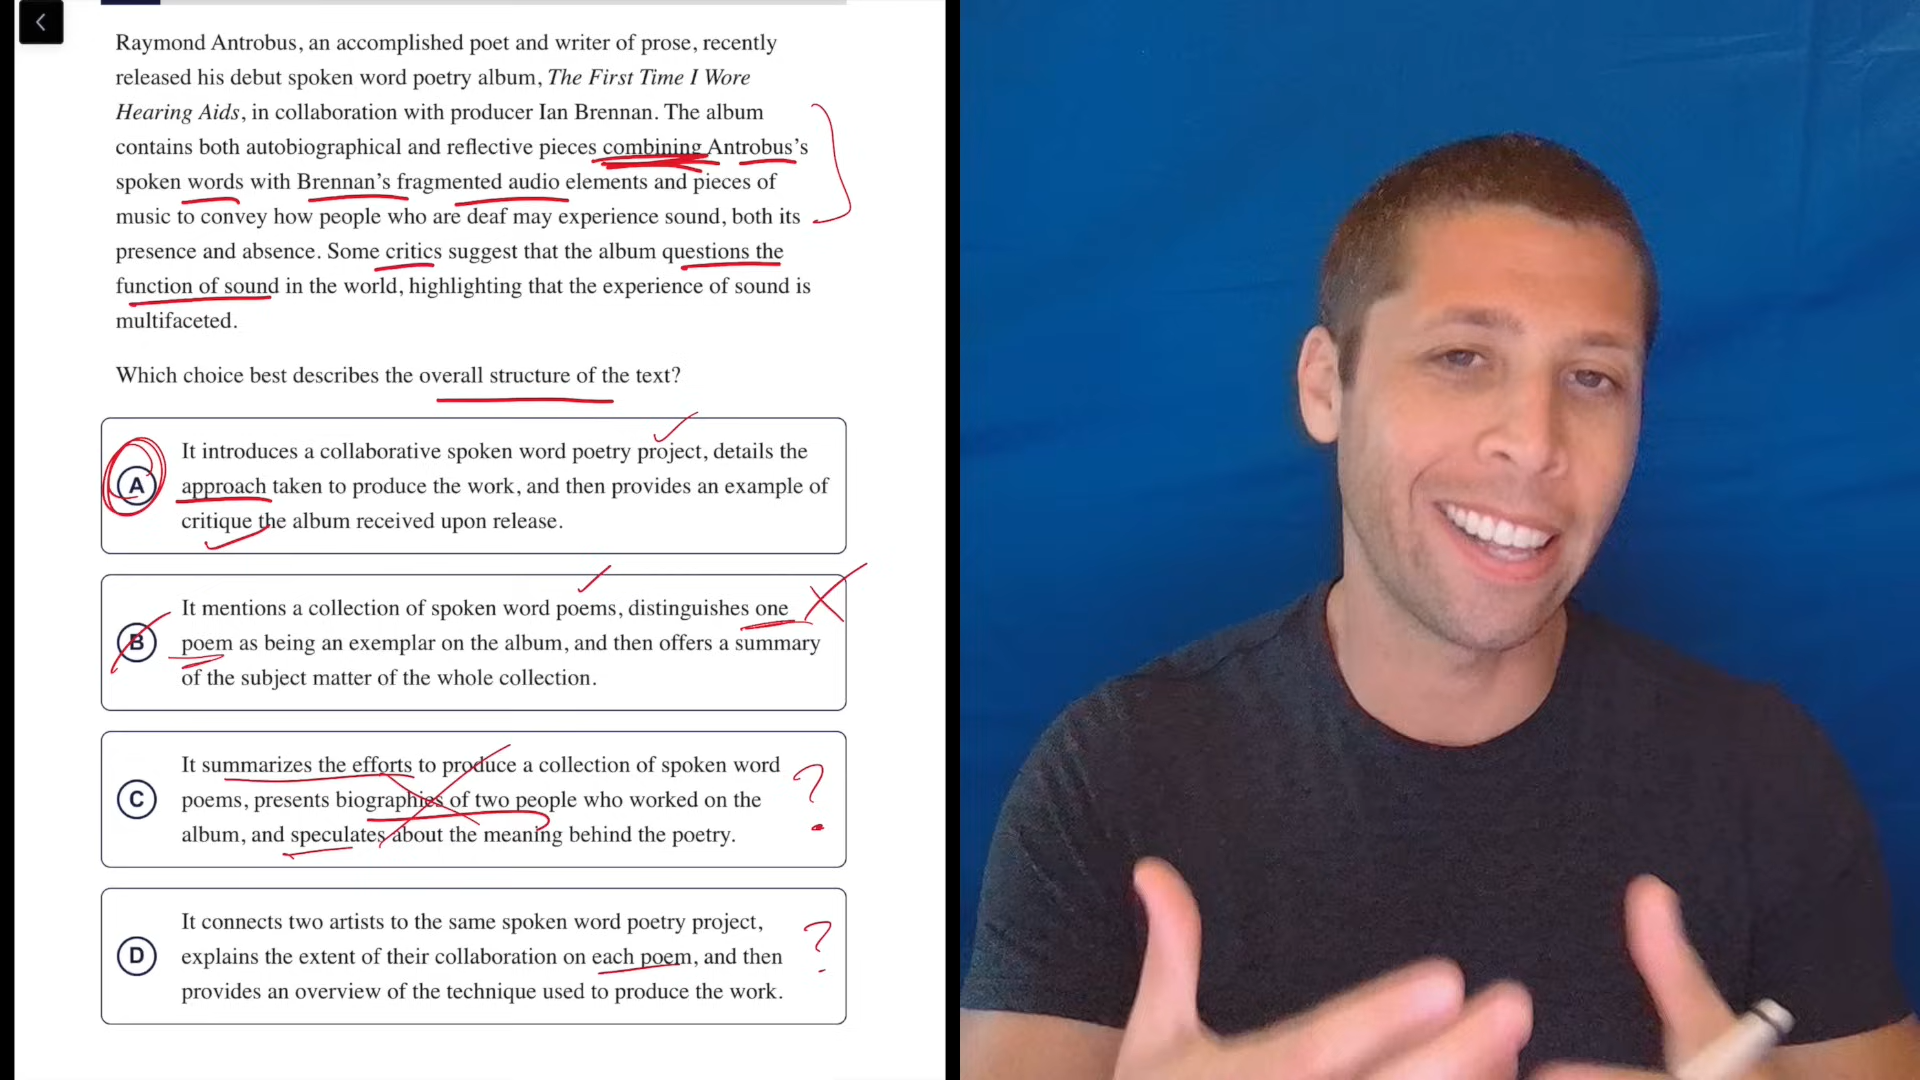 Raymond Antrobus, an accomplished poet and writer of prose, recently
released his debut spoken word poetry album, The First Time I Wore
Hearing Aids, in collaboration with producer Ian Brennan. The album
contains both autobiographical and reflective pieces combining Antrobus's
spoken words with Brennan's fragmented audio elements and pieces of
music to convey how people who are deaf may experience sound, both its
presence and absence. Some critics suggest that the album questions the
function of sound in the world, highlighting that the experience of sound is
multifaceted.
Which choice best describes the overall structure of the text?
A
It introduces a collaborative spoken word poetry project, details the
approach taken to produce the work, and then provides an example of
critique the album received upon release.
B
It mentions a collection of spoken word poems, distinguishes one
poem as being an exemplar on the album, and then offers a summary
of the subject matter of the whole collection.
C
It summarizes the efforts to produce a collection of spoken word
poems, presents biographies of two people who worked on the
album, and speculates about the meaning behind the poetry.
?
D
It connects two artists to the same spoken word poetry project,
explains the extent of their collaboration on each poem, and then
provides an overview of the technique used to produce the work.
?